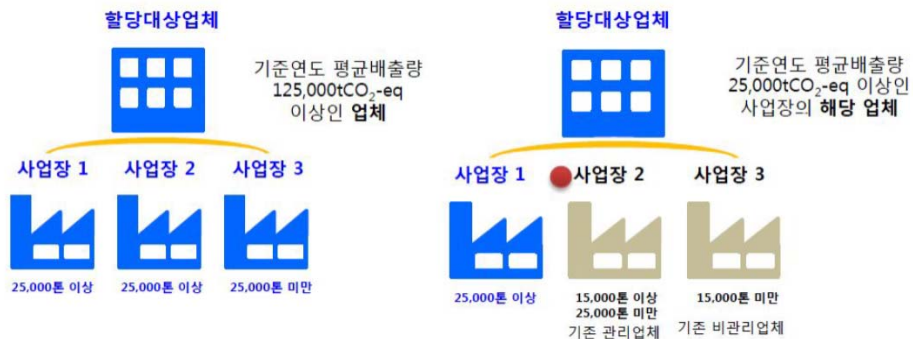 할당대상업체
기준연도 평균배출량
125,000tCO₂-eq
이상인 업체
사업장 1
사업장 2
사업장 3
25,000톤 이상
25,000톤 이상
25,000톤 미만
할당대상업체
기준연도 평균배출량
25,000tCO₂-eq 이상인
사업장의 해당 업체
사업장 1
사업장 2
사업장 3
25,000톤 이상
15,000톤 이상
25,000톤 미만
기존 관리업체
15,000톤 미만
기존 비관리업체